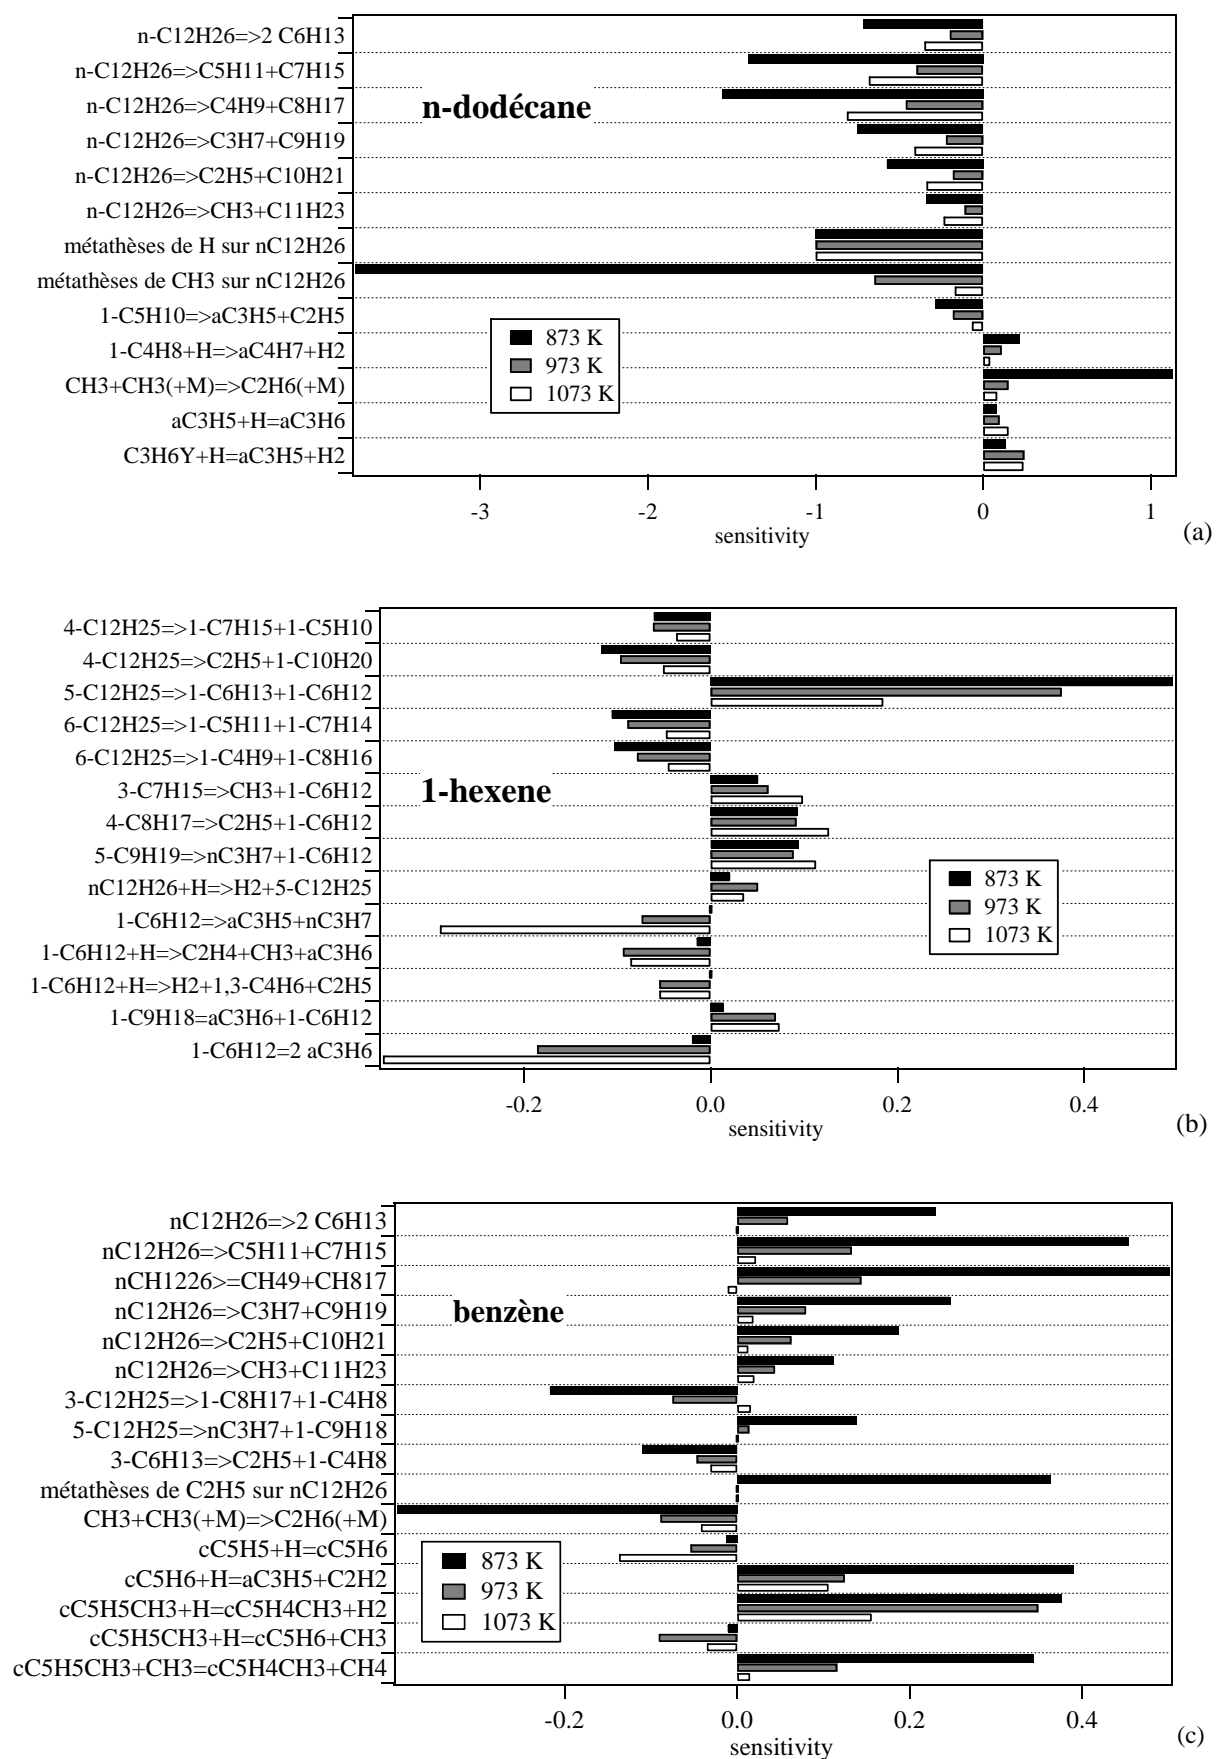 n-C12H26=>2 C6H13
n-C12H26=>C5H11+C7H15
n-C12H26=>C4H9+C8H17
n-C12H26=>C3H7+C9H19
n-C12H26=>C2H5+C10H21
n-C12H26=>CH3+C11H23
métathèses de H sur nC12H26
métathèses de CH3 sur nC12H26
1-C5H10=>aC3H5+C2H5
1-C4H8+H=>aC4H7+H2
CH3+CH3(+M)=>C2H6(+M)
aC3H5+H=aC3H6
C3H6Y+H=aC3H5+H2
n-dodécane
873 K
973 K
1073 K
-3 -2 -1 0 1
sensitivity
(a)
4-C12H25=>1-C7H15+1-C5H10
4-C12H25=>C2H5+1-C10H20
5-C12H25=>1-C6H13+1-C6H12
6-C12H25=>1-C5H11+1-C7H14
6-C12H25=>1-C4H9+1-C8H16
3-C7H15=>CH3+1-C6H12
4-C8H17=>C2H5+1-C6H12
5-C9H19=>nC3H7+1-C6H12
nC12H26+H=>H2+5-C12H25
1-C6H12=>aC3H5+nC3H7
1-C6H12+H=>C2H4+CH3+aC3H6
1-C6H12+H=>H2+1,3-C4H6+C2H5
1-C9H18=aC3H6+1-C6H12
1-C6H12=2 aC3H6
1-hexene
873 K
973 K
1073 K
-0.2 0.0 0.2 0.4
sensitivity
(b)
nC12H26=>2 C6H13
nC12H26=>C5H11+C7H15
nCH1226>=CH49+CH817
nC12H26=>C3H7+C9H19
nC12H26=>C2H5+C10H21
nC12H26=>CH3+C11H23
3-C12H25=>1-C8H17+1-C4H8
5-C12H25=>nC3H7+1-C9H18
3-C6H13=>C2H5+1-C4H8
métathèses de C2H5 sur nC12H26
CH3+CH3(+M)=>C2H6(+M)
cC5H5+H=cC5H6
cC5H6+H=aC3H5+C2H2
cC5H5CH3+H=cC5H4CH3+H2
cC5H5CH3+H=cC5H6+CH3
cC5H5CH3+CH3=cC5H4CH3+CH4
benzène
873 K
973 K
1073 K
-0.2 0.0 0.2 0.4
sensitivity
(c)